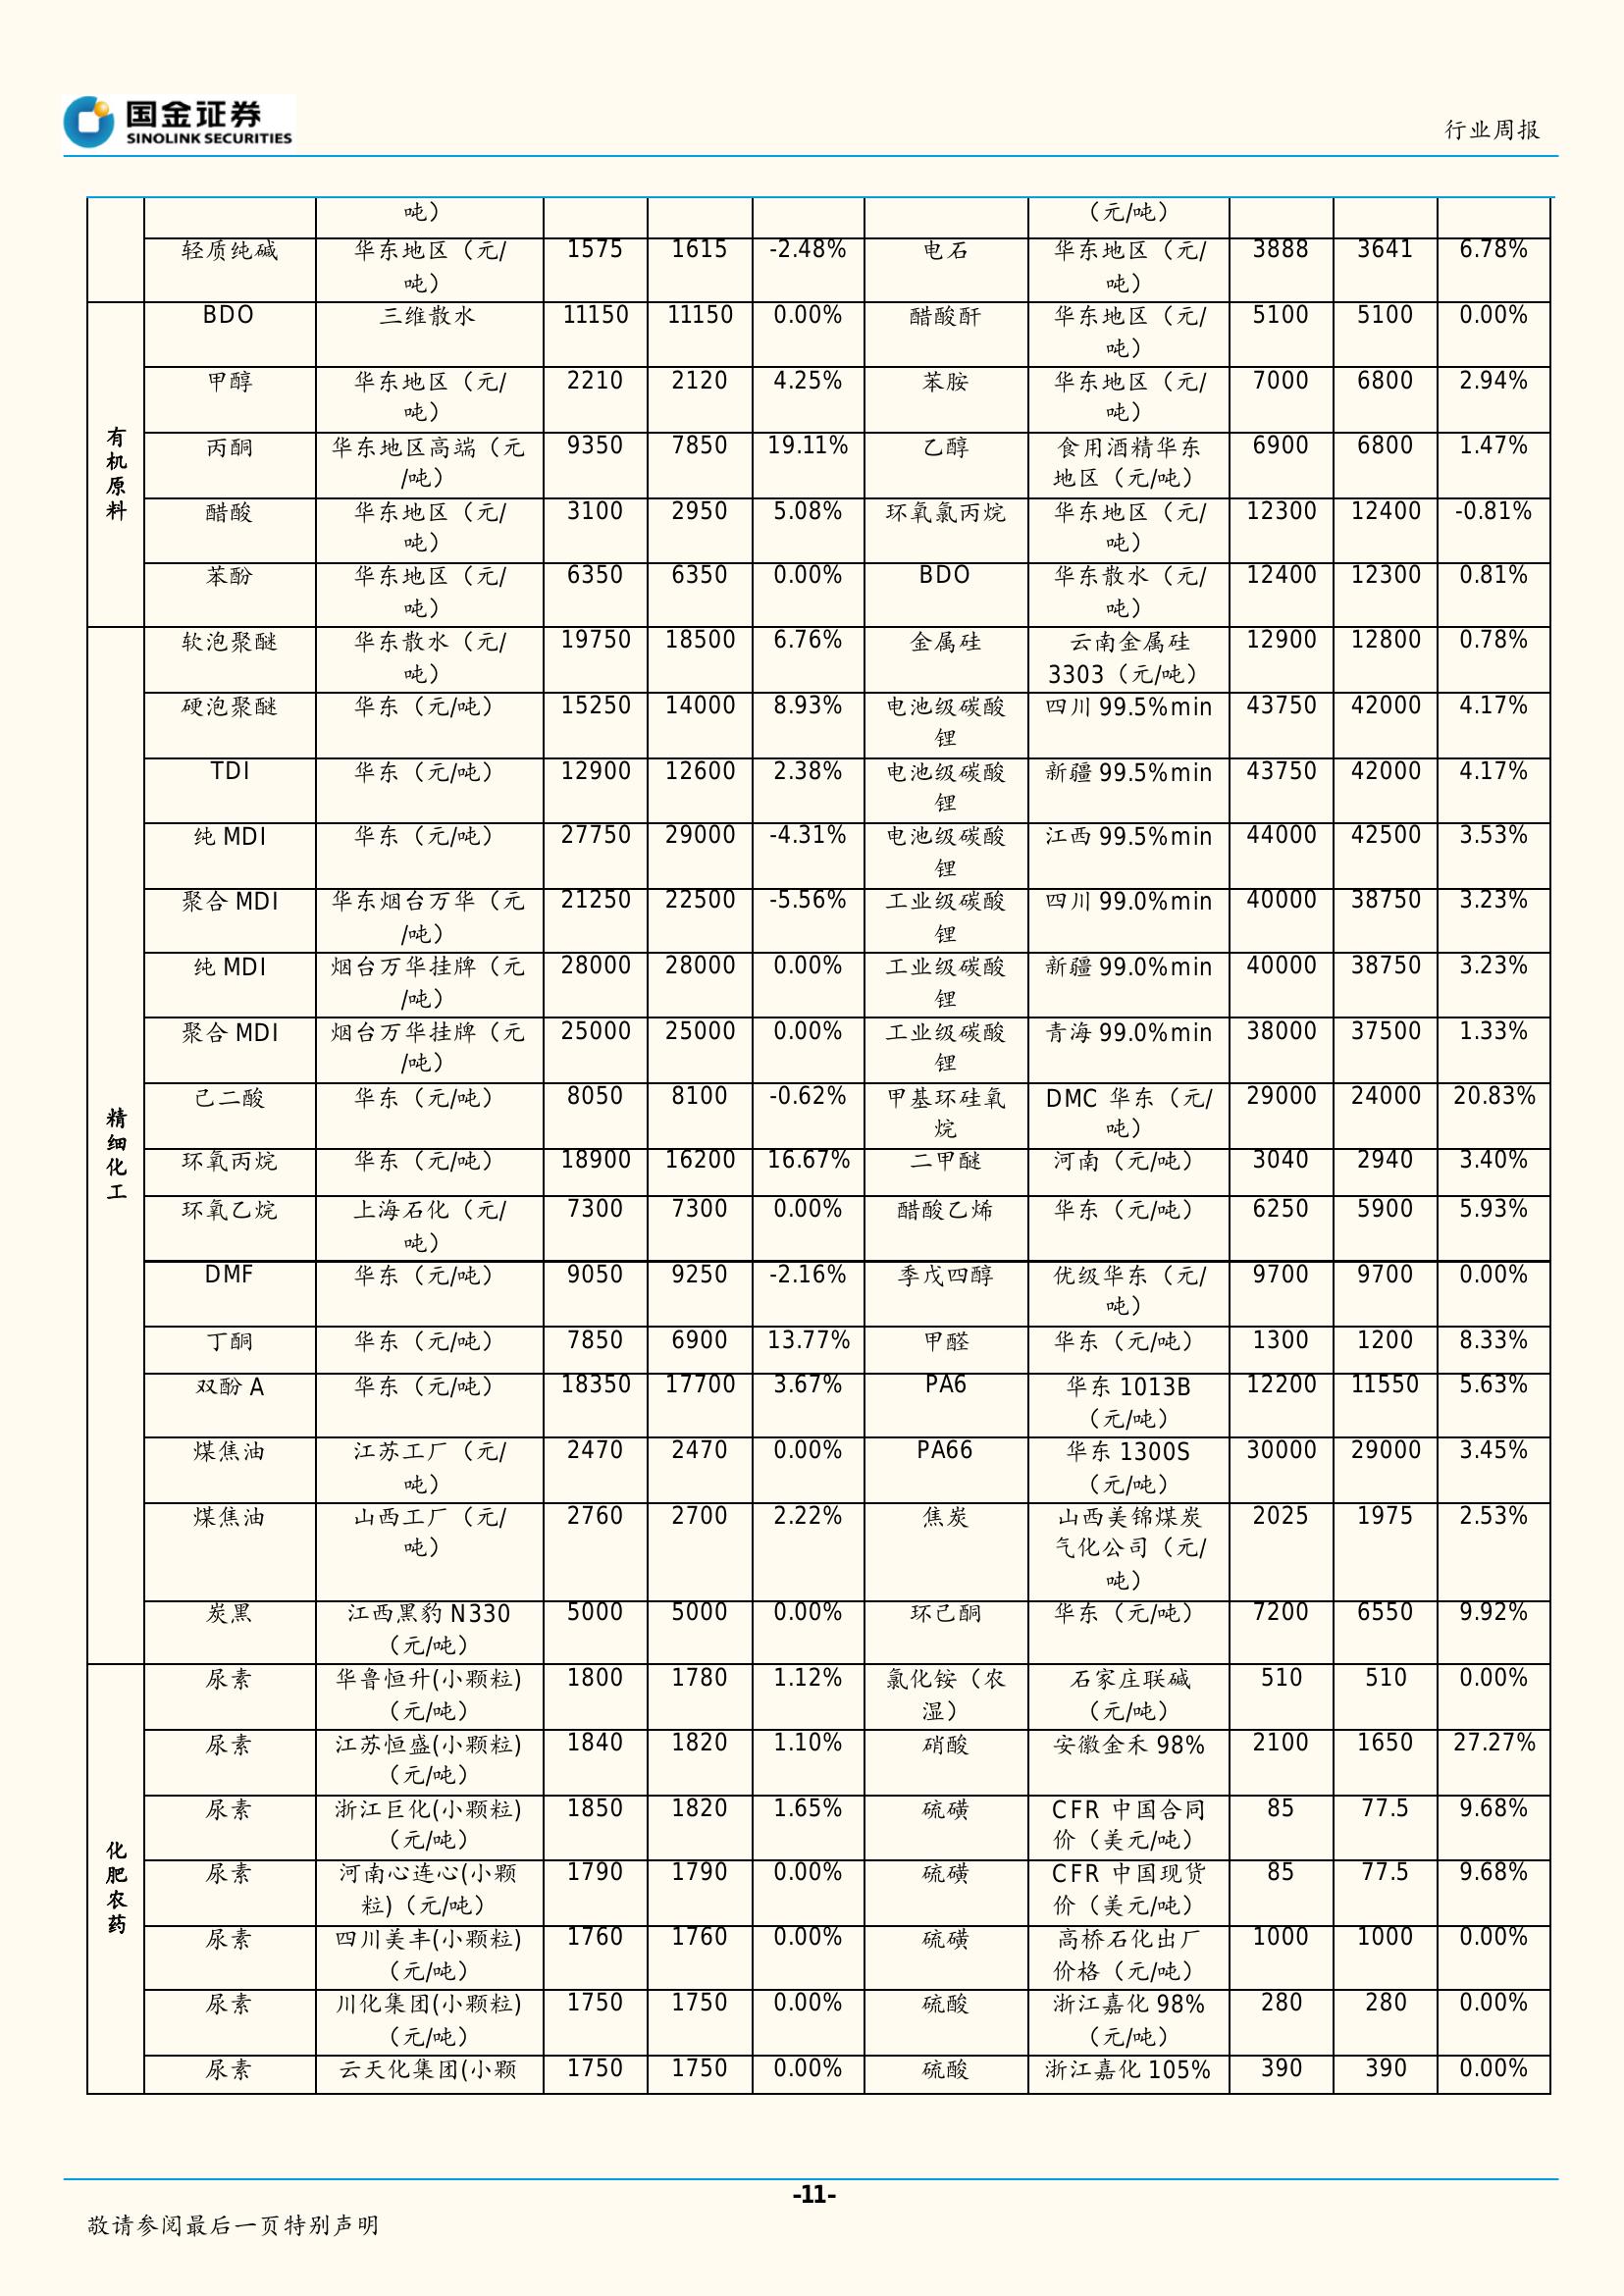 国金证券
SINOLINK SECURITIES
行业周报
吨） （元/吨）
轻质纯碱 华东地区（元/ 1575 1615 -2.48% 电石 华东地区（元/ 3888 3641 6.78%
吨） 吨）
BDO 三维散水 11150 11150 0.00% 醋酸酐 华东地区（元/ 5100 5100 0.00%
吨）
甲醇 华东地区（元/ 2210 2120 4.25% 苯胺 华东地区（元/ 7000 6800 2.94%
吨） 吨）
有
机
原
料
丙酮 华东地区高端（元 9350 7850 19.11% 乙醇 食用酒精华东 6900 6800 1.47%
/吨） 地区（元/吨）
醋酸 华东地区（元/ 3100 2950 5.08% 环氧氯丙烷 华东地区（元/ 12300 12400 -0.81%
吨） 吨）
苯酚 华东地区（元/ 6350 6350 0.00% BDO 华东散水（元/ 12400 12300 0.81%
吨） 吨）
软泡聚醚 华东散水（元/ 19750 18500 6.76% 金属硅 云南金属硅 12900 12800 0.78%
吨） 3303（元/吨）
硬泡聚醚 华东（元/吨） 15250 14000 8.93% 电池级碳酸 四川 99.5%min 43750 42000 4.17%
锂
TDI 华东（元/吨） 12900 12600 2.38% 电池级碳酸 新疆 99.5%min 43750 42000 4.17%
锂
纯 MDI 华东（元/吨） 27750 29000 -4.31% 电池级碳酸 江西 99.5%min 44000 42500 3.53%
锂
聚合 MDI 华东烟台万华（元 21250 22500 -5.56% 工业级碳酸 四川 99.0%min 40000 38750 3.23%
/吨） 锂
纯 MDI 烟台万华挂牌（元 28000 28000 0.00% 工业级碳酸 新疆 99.0%min 40000 38750 3.23%
/吨） 锂
聚合 MDI 烟台万华挂牌（元 25000 25000 0.00% 工业级碳酸 青海 99.0%min 38000 37500 1.33%
/吨） 锂
精
细
化
工
己二酸 华东（元/吨） 8050 8100 -0.62% 甲基环硅氧 DMC 华东（元/ 29000 24000 20.83%
烷 吨）
环氧丙烷 华东（元/吨） 18900 16200 16.67% 二甲醚 河南（元/吨） 3040 2940 3.40%
环氧乙烷 上海石化（元/ 7300 7300 0.00% 醋酸乙烯 华东（元/吨） 6250 5900 5.93%
吨）
DMF 华东（元/吨） 9050 9250 -2.16% 季戊四醇 优级华东（元/ 9700 9700 0.00%
吨）
丁酮 华东（元/吨） 7850 6900 13.77% 甲醛 华东（元/吨） 1300 1200 8.33%
双酚 A 华东（元/吨） 18350 17700 3.67% PA6 华东 1013B 12200 11550 5.63%
（元/吨）
煤焦油 江苏工厂（元/ 2470 2470 0.00% PA66 华东 1300S 30000 29000 3.45%
吨） （元/吨）
煤焦油 山西工厂（元/ 2760 2700 2.22% 焦炭 山西美锦煤炭 2025 1975 2.53%
吨） 气化公司（元/
吨）
炭黑 江西黑豹 N330 5000 5000 0.00% 环己酮 华东（元/吨） 7200 6550 9.92%
（元/吨）
尿素 华鲁恒升(小颗粒) 1800 1780 1.12% 氯化铵（农 石家庄联碱 510 510 0.00%
（元/吨） 湿） （元/吨）
尿素 江苏恒盛(小颗粒) 1840 1820 1.10% 硝酸 安徽金禾 98% 2100 1650 27.27%
（元/吨）
尿素 浙江巨化(小颗粒) 1850 1820 1.65% 硫磺 CFR 中国合同 85 77.5 9.68%
（元/吨） 价（美元/吨）
化
肥
农
药
尿素 河南心连心(小颗 1790 1790 0.00% 硫磺 CFR 中国现货 85 77.5 9.68%
粒)（元/吨） 价（美元/吨）
尿素 四川美丰(小颗粒) 1760 1760 0.00% 硫磺 高桥石化出厂 1000 1000 0.00%
（元/吨） 价格（元/吨）
尿素 川化集团(小颗粒) 1750 1750 0.00% 硫酸 浙江嘉化 98% 280 280 0.00%
（元/吨） （元/吨）
尿素 云天化集团(小颗 1750 1750 0.00% 硫酸 浙江嘉化 105% 390 390 0.00%
-11-
敬请参阅最后一页特别声明